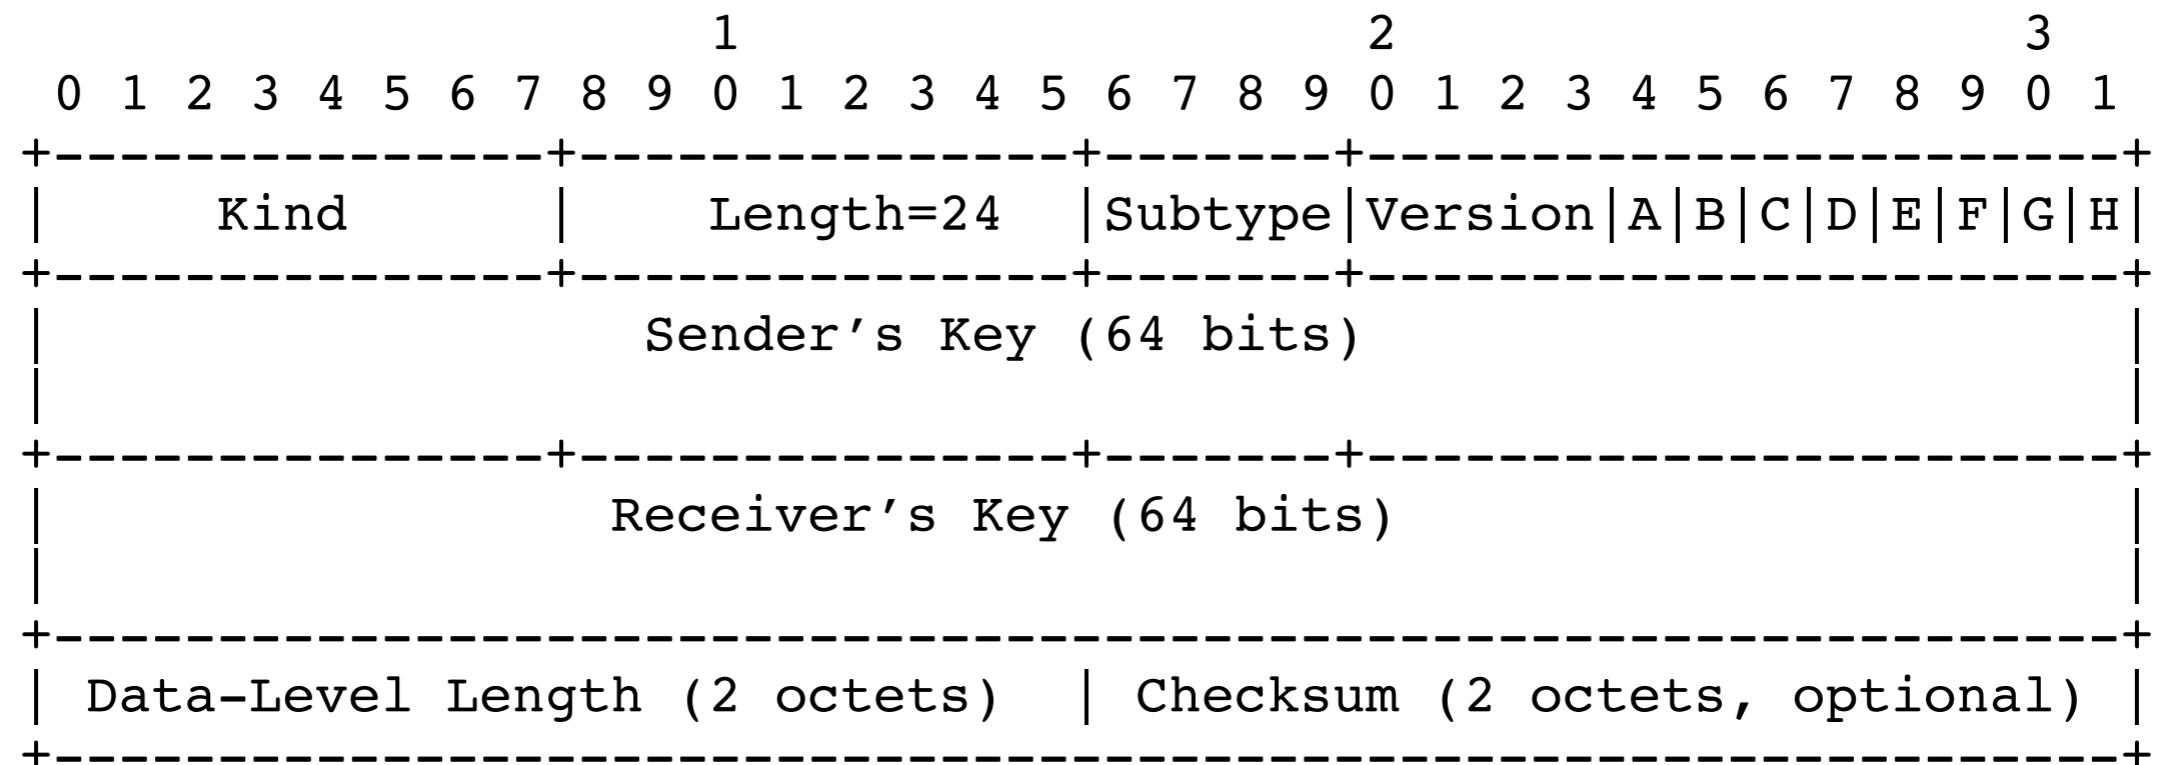 1                   2                   3
 0 1 2 3 4 5 6 7 8 9 0 1 2 3 4 5 6 7 8 9 0 1 2 3 4 5 6 7 8 9 0 1
+---------------+---------------+-------+-----------------------+
|     Kind      |    Length=24  |Subtype|Version|A|B|C|D|E|F|G|H|
+---------------+---------------+-------+-----------------------+
|                  Sender’s Key (64 bits)                       |
|                                                               |
+---------------+---------------+-------+-----------------------+
|                 Receiver’s Key (64 bits)                      |
|                                                               |
+---------------------------------------------------------------+
| Data-Level Length (2 octets)  | Checksum (2 octets, optional) |
+---------------------------------------------------------------+